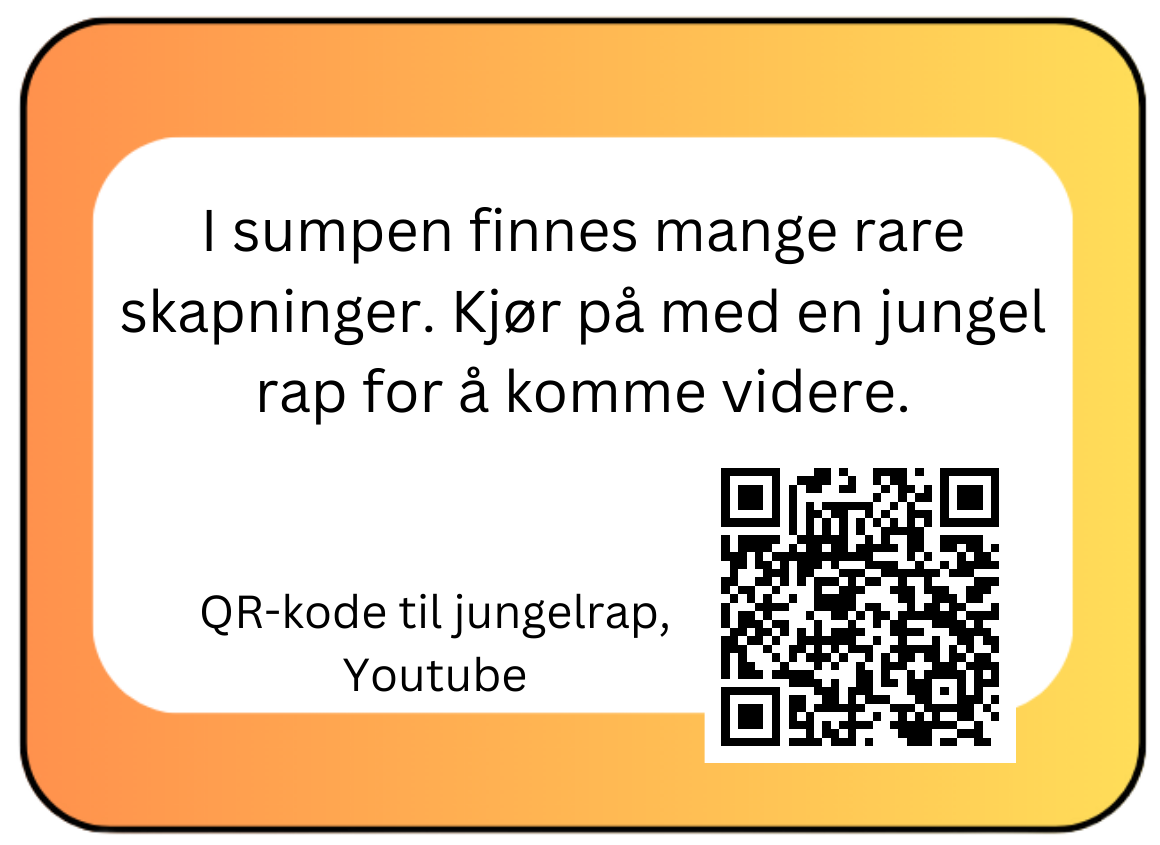 I sumpen finnes mange rare
skapninger. Kjør på med en jungel
rap for å komme videre.
QR-kode til jungelrap,
Youtube